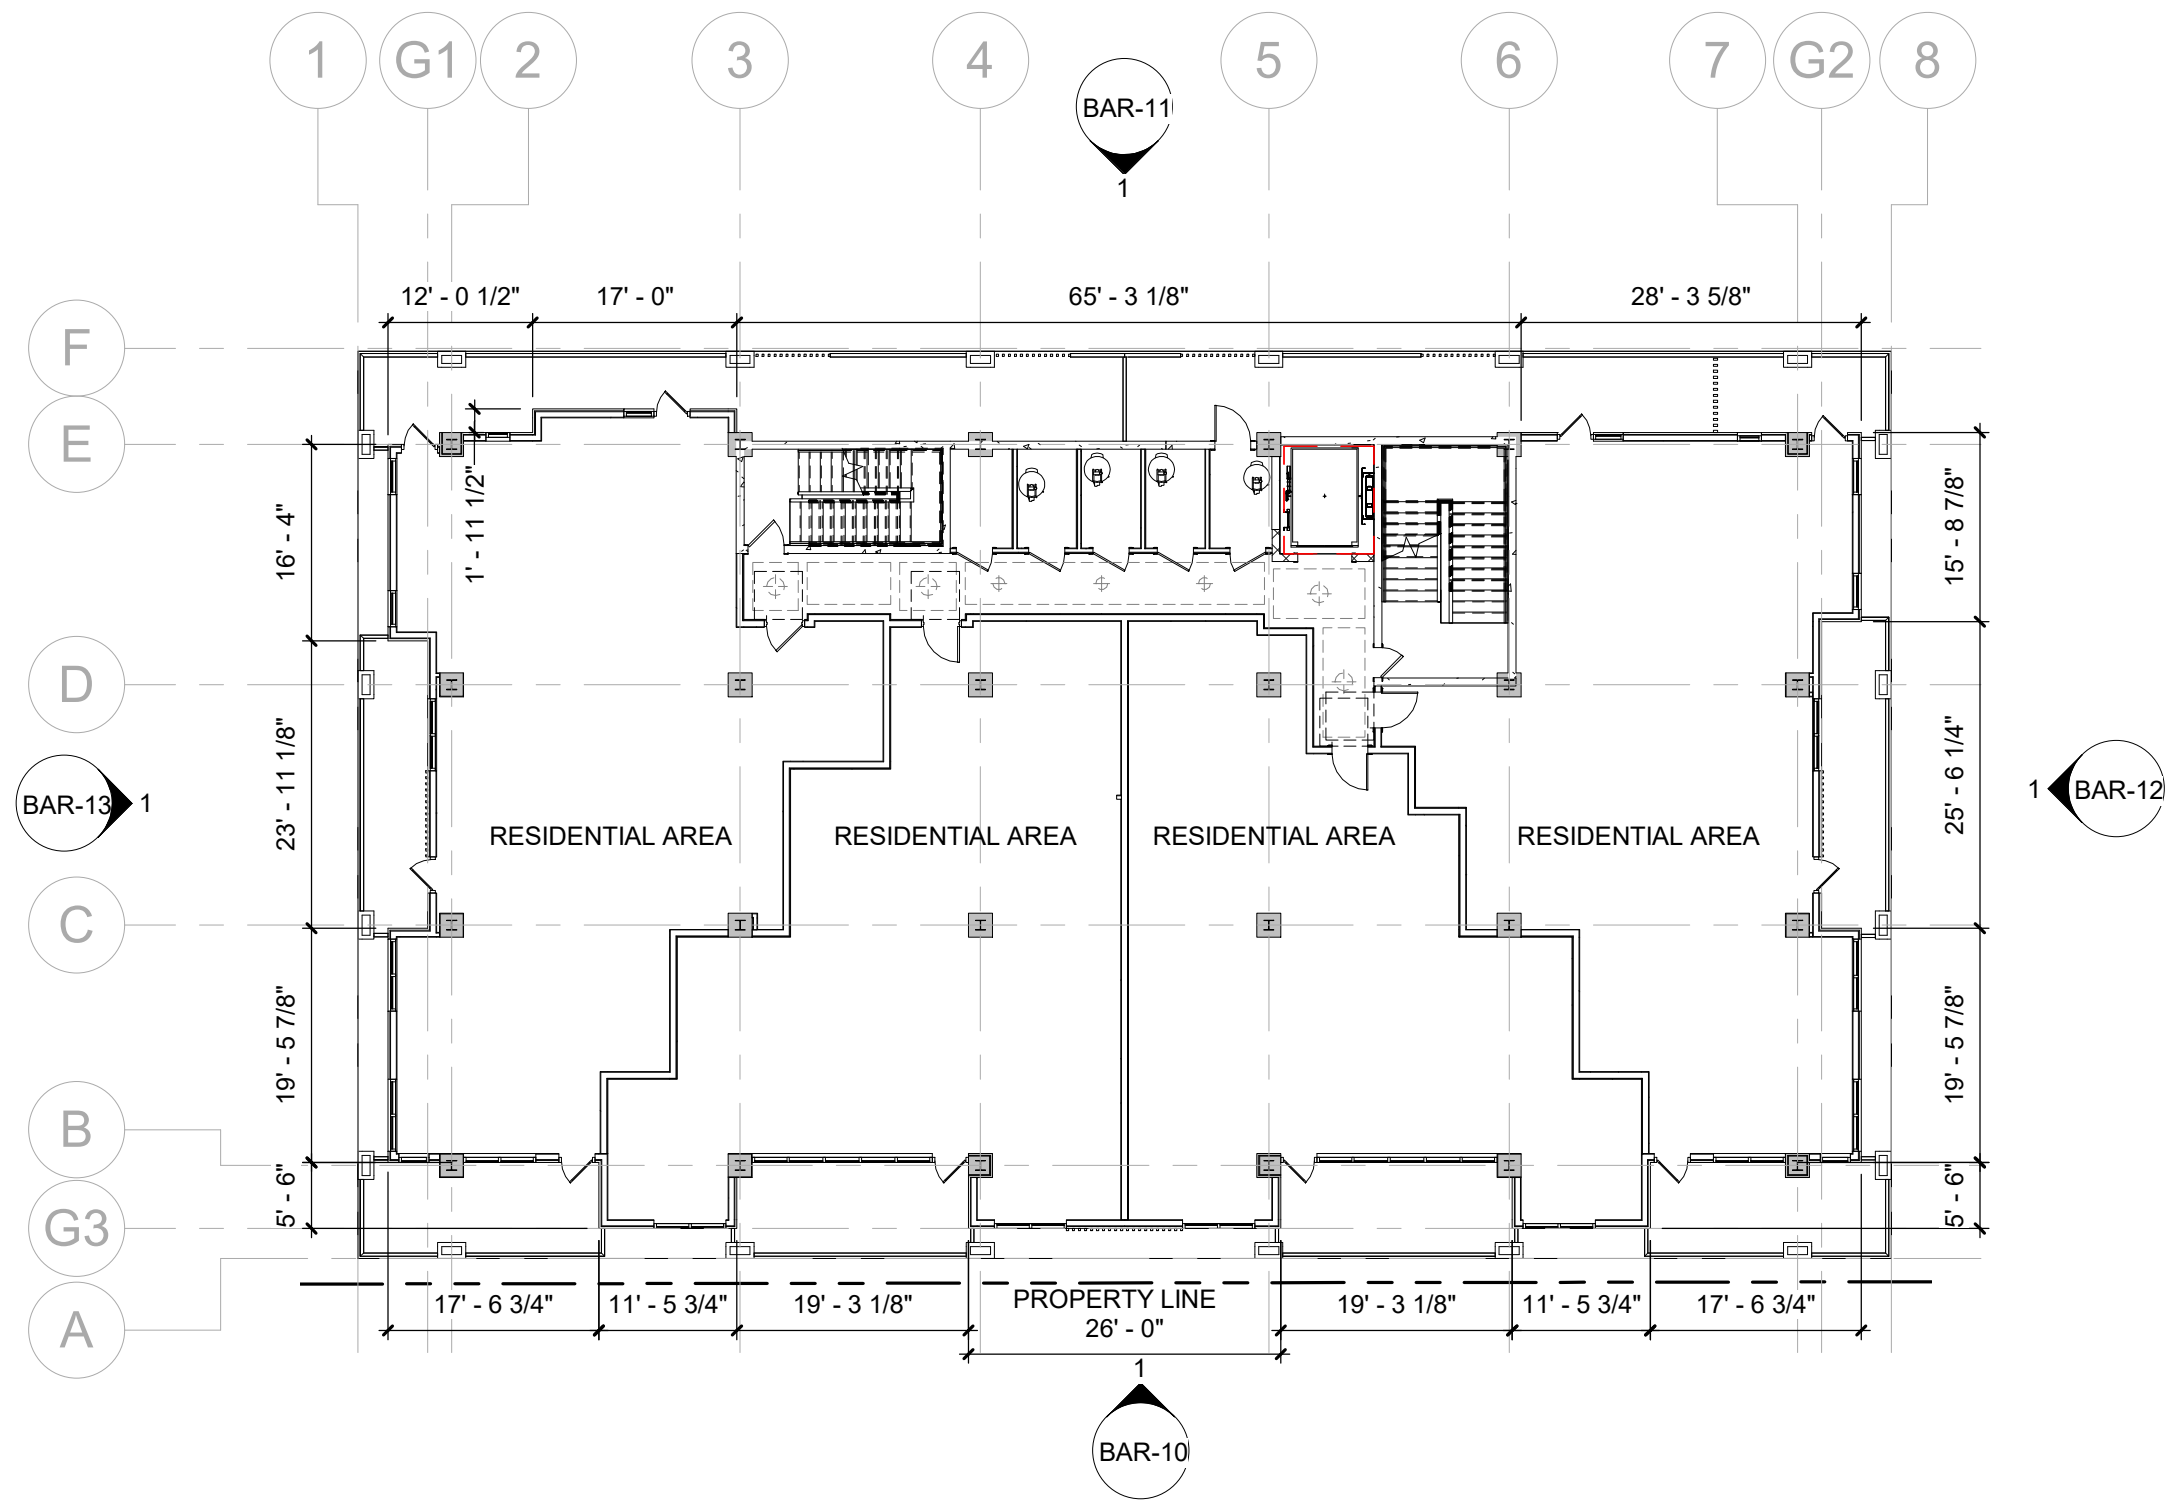 1 G1 2 3 4 5 6 7 G2 8
BAR-11
1
12' - 0 1/2" 17' - 0" 65' - 3 1/8" 28' - 3 5/8"
F
E
16' - 4"
1' - 11 1/2"
15' - 8 7/8"
D
23' - 11 1/8"
25' - 6 1/4"
BAR-13 1
1 BAR-12
RESIDENTIAL AREA RESIDENTIAL AREA RESIDENTIAL AREA RESIDENTIAL AREA
C
19' - 5 7/8"
19' - 5 7/8"
B
5' - 6"
5' - 6"
G3
A
17' - 6 3/4" 11' - 5 3/4" 19' - 3 1/8" PROPERTY LINE 19' - 3 1/8" 11' - 5 3/4" 17' - 6 3/4"
26' - 0"
1
BAR-10